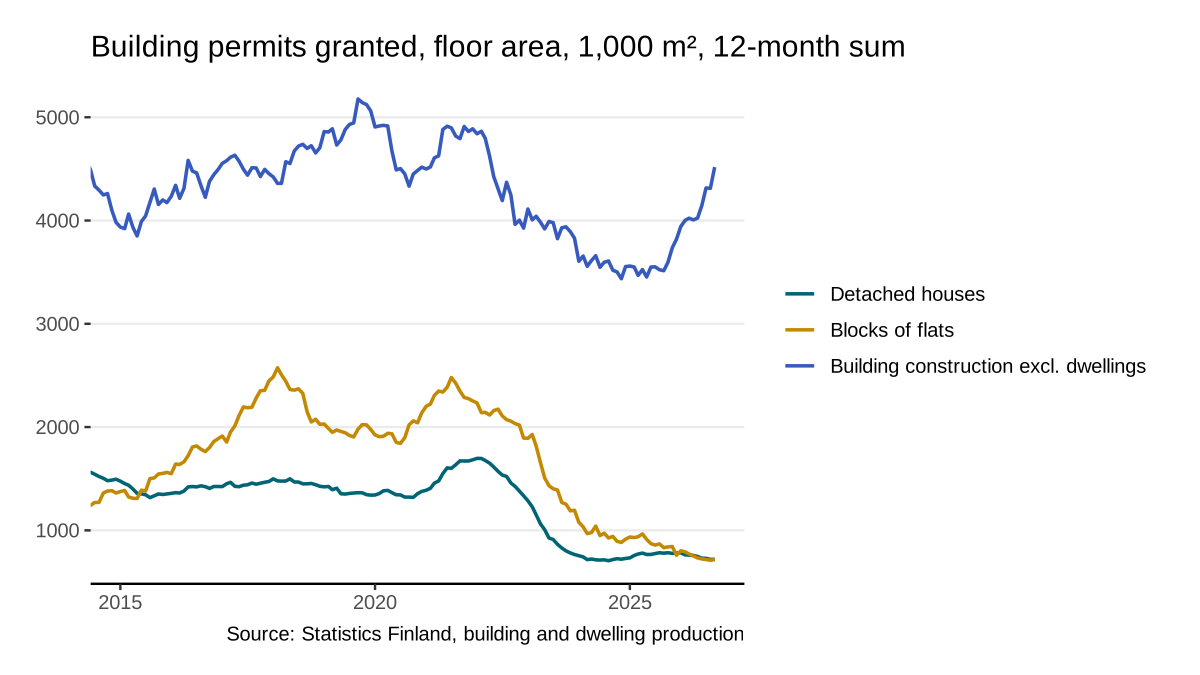 Building permits granted, floor area, 1,000 m², 12-month sum
5000
4000
3000
2000
1000
2015 2020 2025
Detached houses
Blocks of flats
Building construction excl. dwellings
Source: Statistics Finland, building and dwelling production